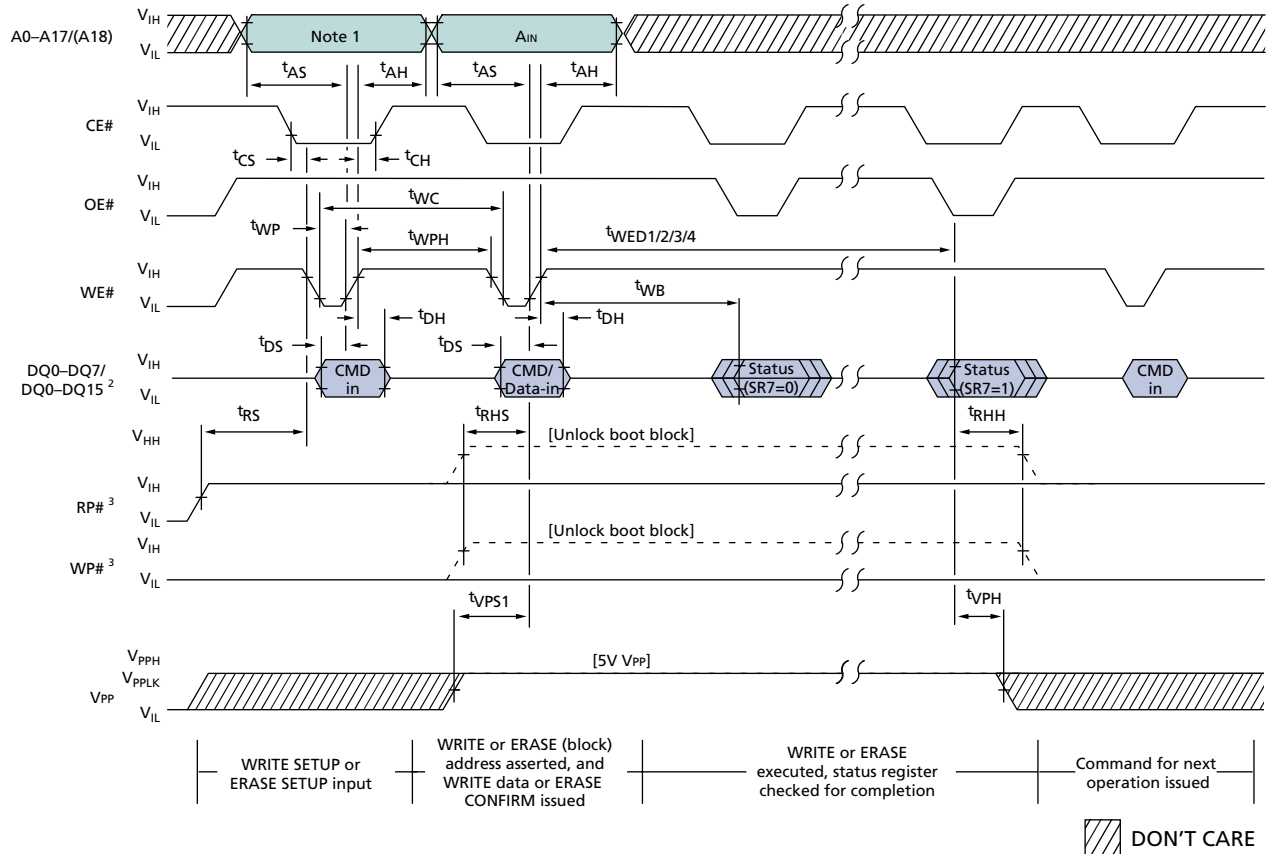 A0–A17/(A18)
VIH
VIL
Note 1
AIN
tAS
tAH
tAS
tAH
CE#
VIH
VIL
tCS
tCH
OE#
VIH
VIL
tWC
tWP
tWPH
tWED1/2/3/4
WE#
VIH
VIL
tWB
tDH
tDH
tDS
tDS
DQ0–DQ7/
DQ0–DQ15 2
VIH
VIL
CMD
in
CMD/
Data-in
Status
(SR7=0)
Status
(SR7=1)
CMD
in
tRS
tRHS
[Unlock boot block]
tRHH
VHH
RP# 3
VIH
VIL
[Unlock boot block]
WP# 3
VIH
VIL
tVPS1
tVPH
[5V VPP]
VPP
VPPH
VPPLK
VIL
WRITE SETUP or
ERASE SETUP input
WRITE or ERASE (block)
address asserted, and
WRITE data or ERASE
CONFIRM issued
WRITE or ERASE
executed, status register
checked for completion
Command for next
operation issued
DON'T CARE